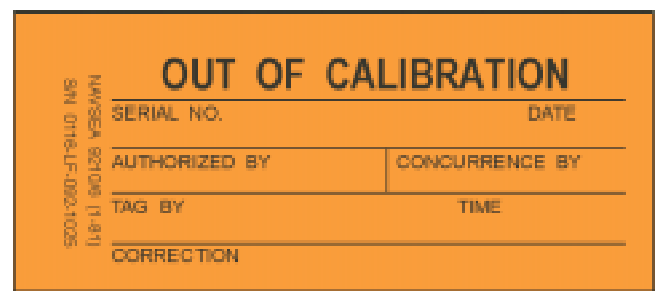 OUT OF CALIBRATION
SERIAL NO. DATE
AUTHORIZED BY CONCURRENCE BY
TAG BY TIME
CORRECTION
NAVSEA 9210/6 (1-91)
S/N 0116-LF-092-1025